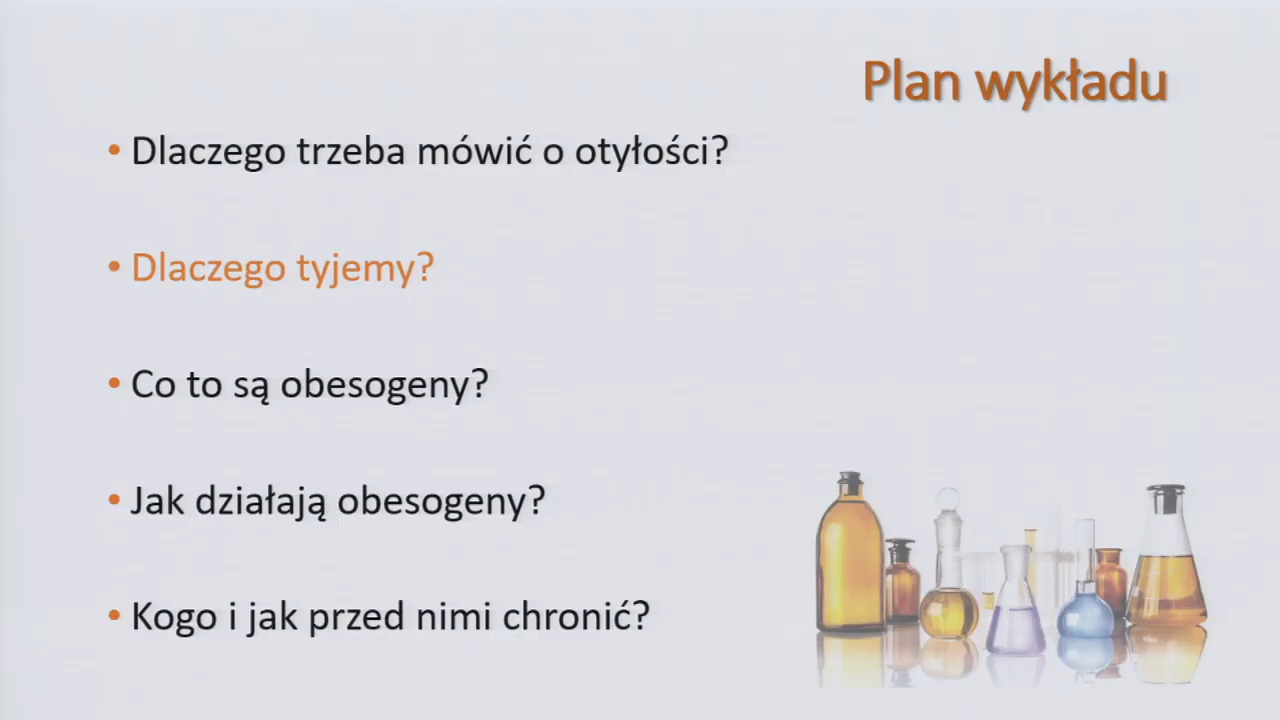 Plan wykładu
• Dlaczego trzeba mówić o otyłości?
• Dlaczego tyjemy?
• Co to są obesogeny?
• Jak działają obesogeny?
• Kogo i jak przed nimi chronić?